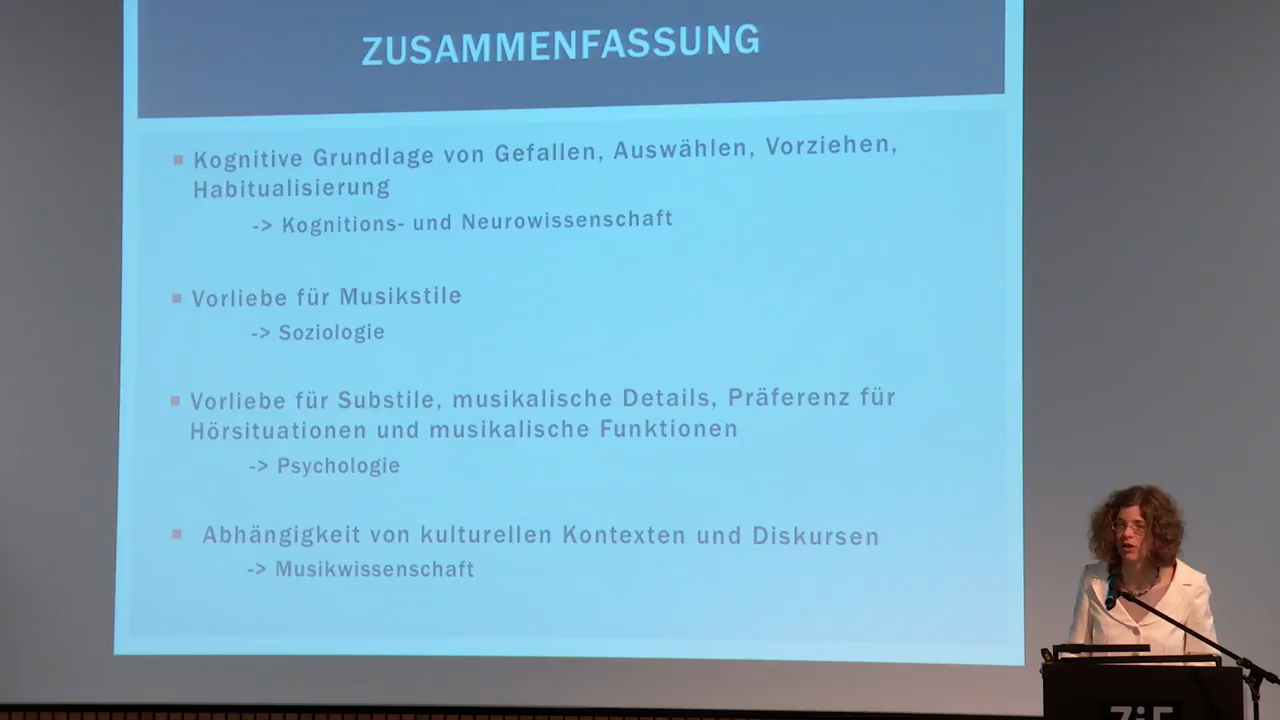 ZUSAMMENFASSUNG
▪ Kognitive Grundlage von Gefallen, Auswählen, Vorziehen,
Habitualisierung
-> Kognitions- und Neurowissenschaft
▪ Vorliebe für Musikstile
-> Soziologie
▪ Vorliebe für Substile, musikalische Details, Präferenz für
Hörsituationen und musikalische Funktionen
-> Psychologie
▪ Abhängigkeit von kulturellen Kontexten und Diskursen
-> Musikwissenschaft
ZiF